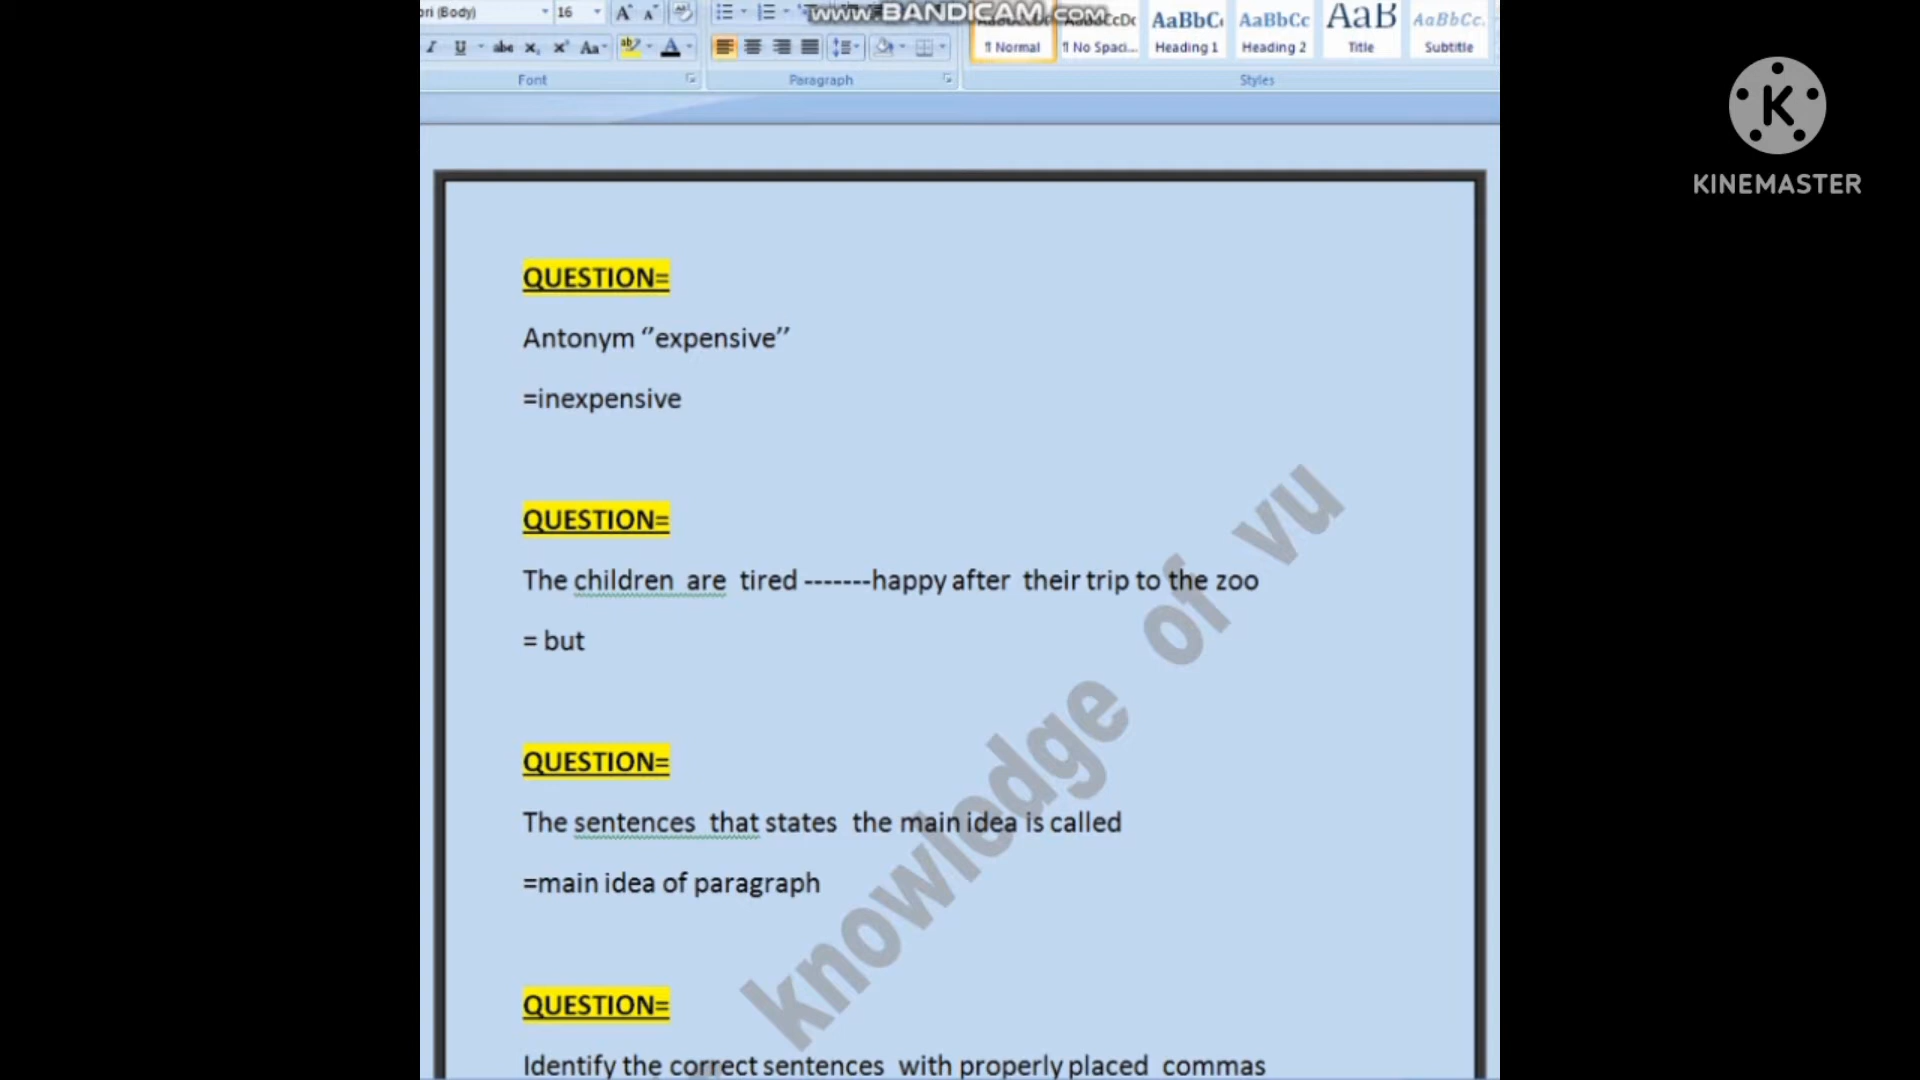 ori (Body) 16
www.BANDICAM.com
AaBbCc AaBbCc AaB AaBbCc.
¶ Normal ¶ No Spaci... Heading 1 Heading 2 Title Subtitle
Font Paragraph Styles
KINEMASTER
QUESTION=
Antonym ‘’expensive’’
=inexpensive
QUESTION=
The children are tired -------happy after their trip to the zoo
= but
QUESTION=
The sentences that states the main idea is called
=main idea of paragraph
QUESTION=
Identify the correct sentences with properly placed commas
knowledge of vu